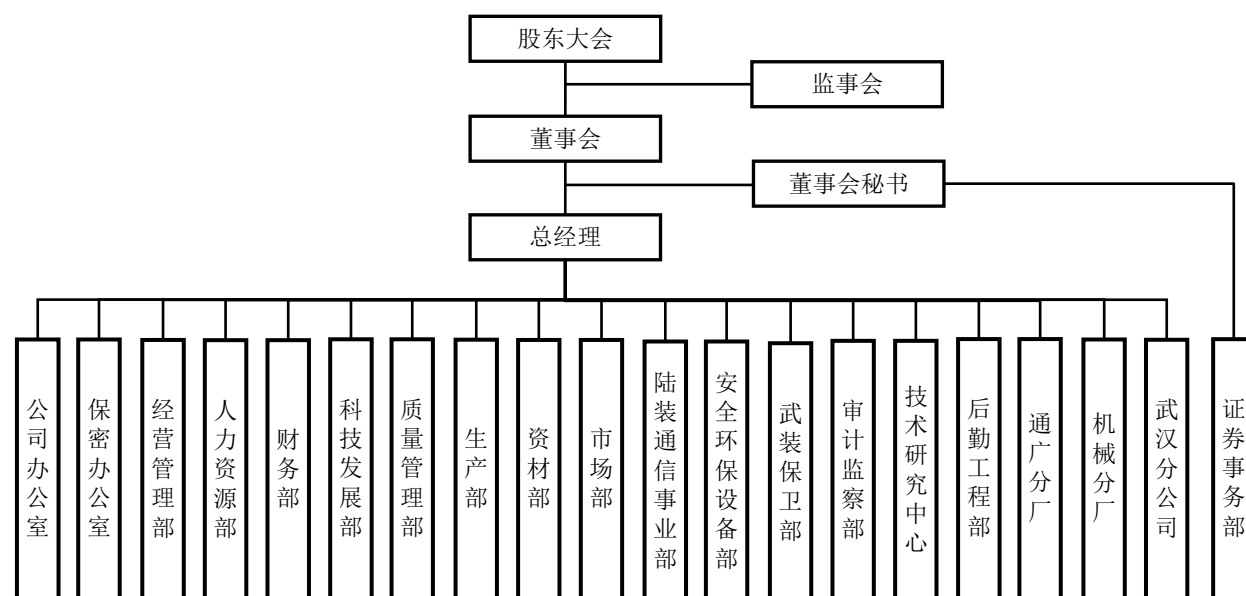 股东大会
监事会
董事会
董事会秘书
总经理
公司办公室
保密办公室
经营管理部
人力资源部
财务部
科技发展部
质量管理部
生产部
资材部
市场部
陆装通信事业部
安全环保设备部
武装保卫部
审计监察部
技术研究中心
后勤工程部
通广分厂
机械分厂
武汉分公司
证券事务部